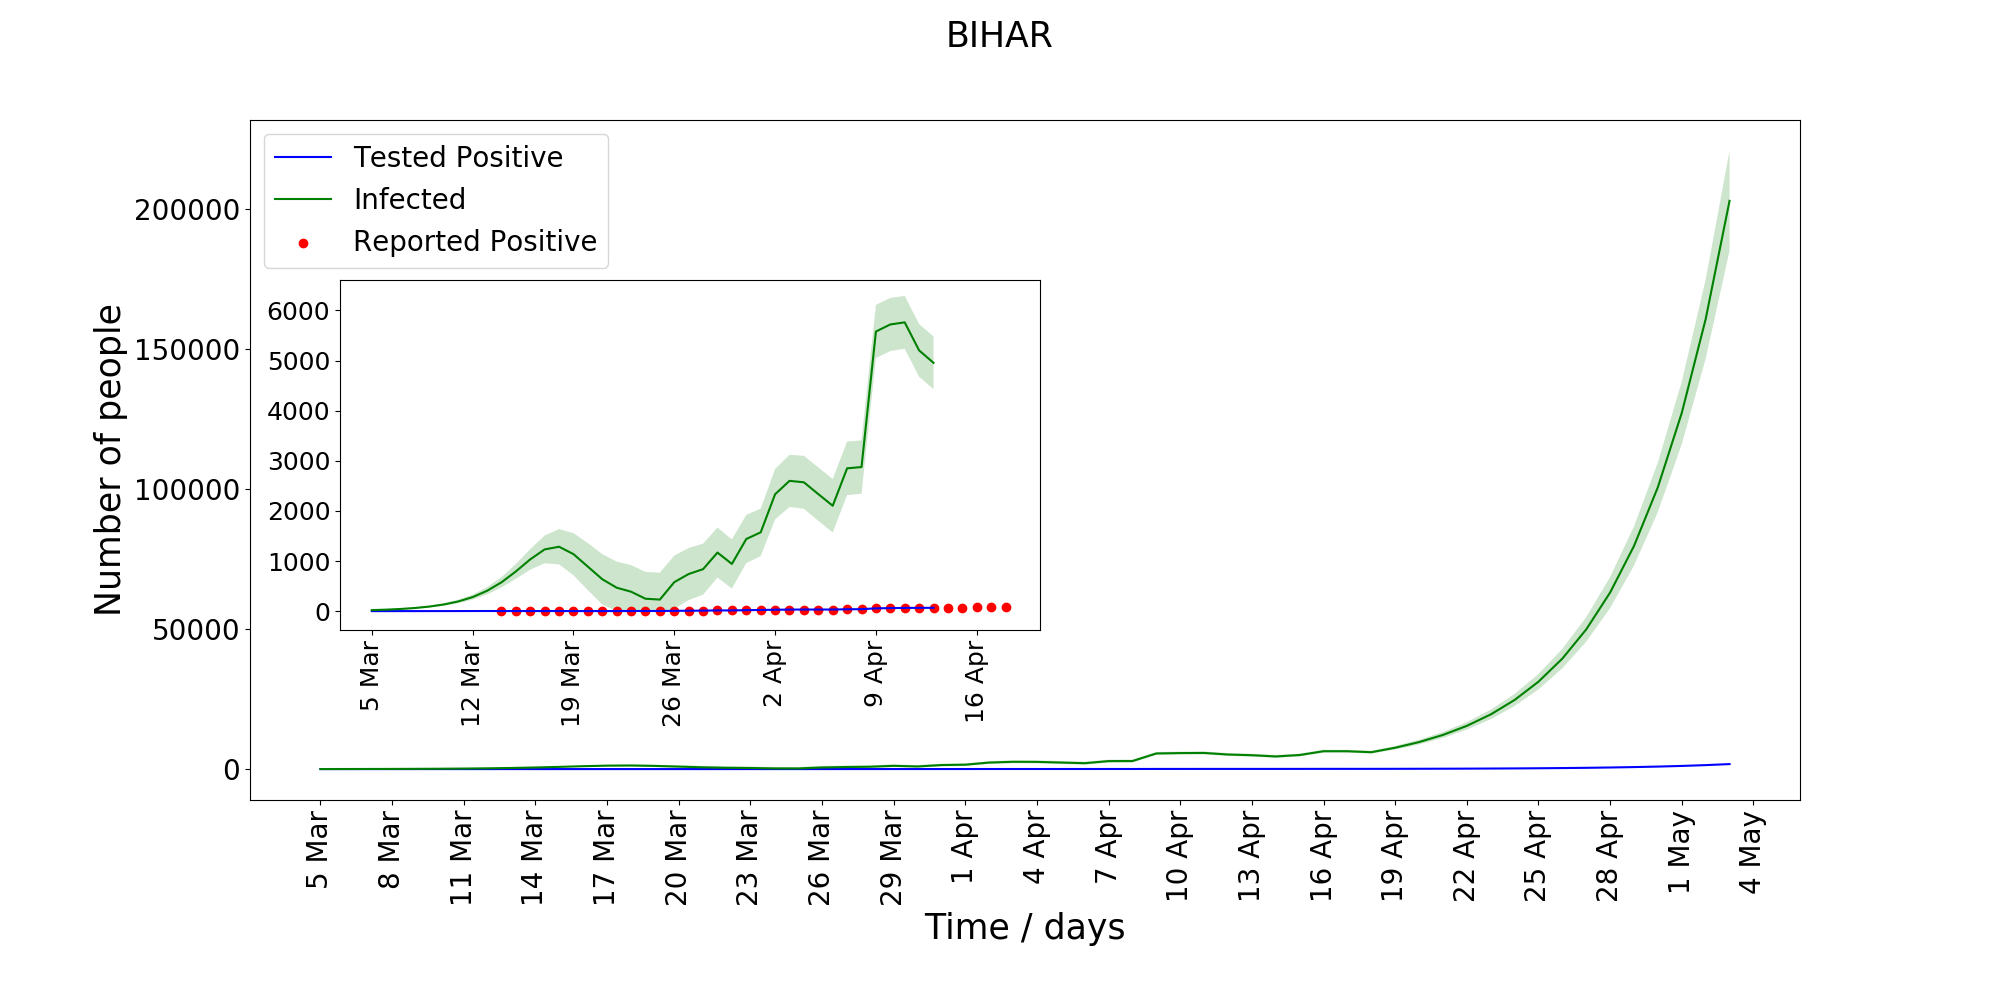 BIHAR
Tested Positive
Infected
Reported Positive
Number of people
200000
150000
100000
50000
0
6000
5000
4000
3000
2000
1000
0
5 Mar
12 Mar
19 Mar
26 Mar
2 Apr
9 Apr
16 Apr
5 Mar
8 Mar
11 Mar
14 Mar
17 Mar
20 Mar
23 Mar
26 Mar
29 Mar
1 Apr
4 Apr
7 Apr
10 Apr
13 Apr
16 Apr
19 Apr
22 Apr
25 Apr
28 Apr
1 May
4 May
Time / days